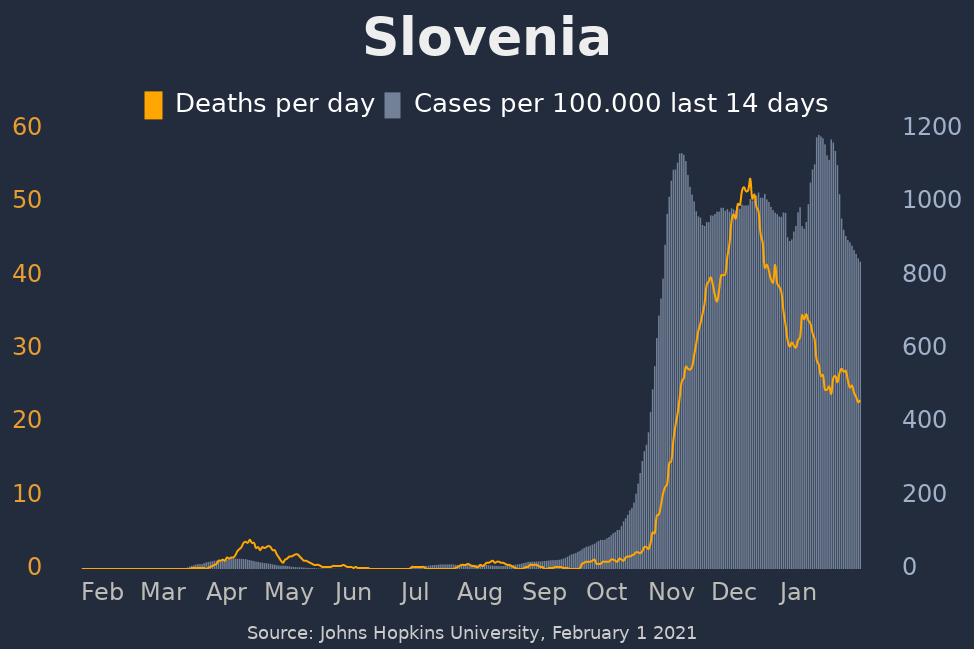 Slovenia
Deaths per day Cases per 100.000 last 14 days
60 1200
50 1000
40 800
30 600
20 400
10 200
0 0
Feb Mar Apr May Jun Jul Aug Sep Oct Nov Dec Jan
Source: Johns Hopkins University, February 1 2021